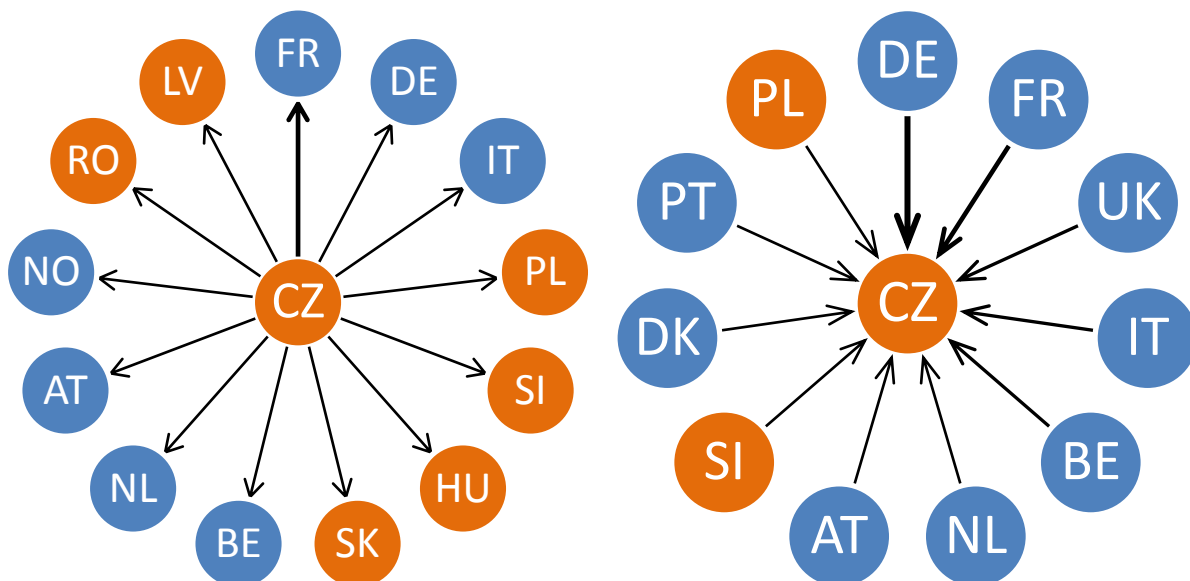 FR
DE
IT
PL
SI
HU
SK
BE
NL
AT
NO
RO
LV
CZ
DE
FR
UK
IT
BE
NL
AT
SI
DK
PT
PL
CZ